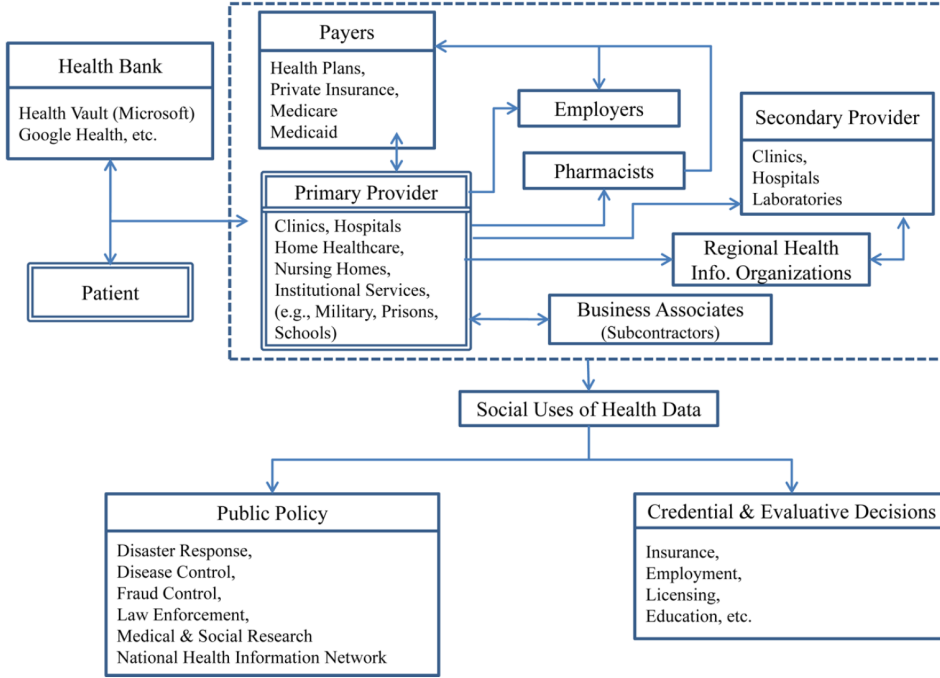 Payers
Health Plans,
Private Insurance,
Medicare
Medicaid
Health Bank
Health Vault (Microsoft)
Google Health, etc.
Employers
Secondary Provider
Clinics,
Hospitals
Laboratories
Pharmacists
Primary Provider
Clinics, Hospitals
Home Healthcare,
Nursing Homes,
Institutional Services,
(e.g., Military, Prisons,
Schools)
Regional Health
Info. Organizations
Patient
Business Associates
(Subcontractors)
Social Uses of Health Data
Public Policy
Disaster Response,
Disease Control,
Fraud Control,
Law Enforcement,
Medical & Social Research
National Health Information Network
Credential & Evaluative Decisions
Insurance,
Employment,
Licensing,
Education, etc.